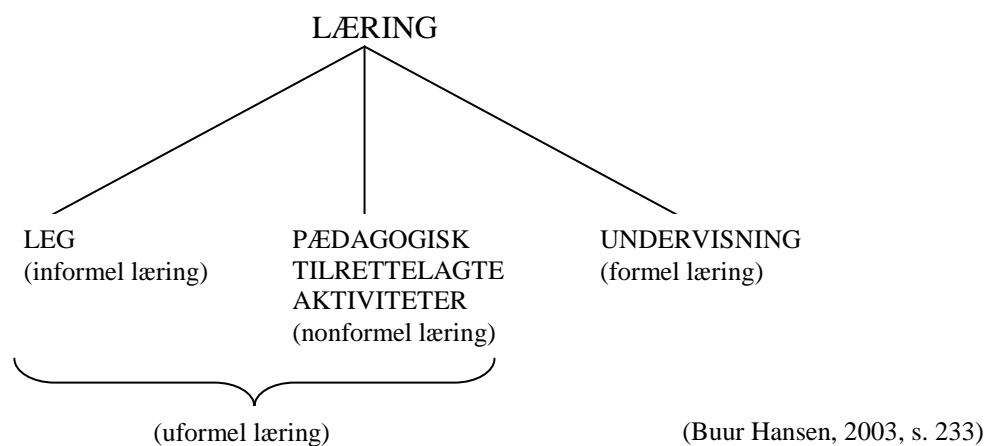 LÆRING
LEG
(informel læring)
PÆDAGOGISK
TILRETTELAGTE
AKTIVITETER
(nonformel læring)
UNDERVISNING
(formel læring)
(uformel læring)
(Buur Hansen, 2003, s. 233)